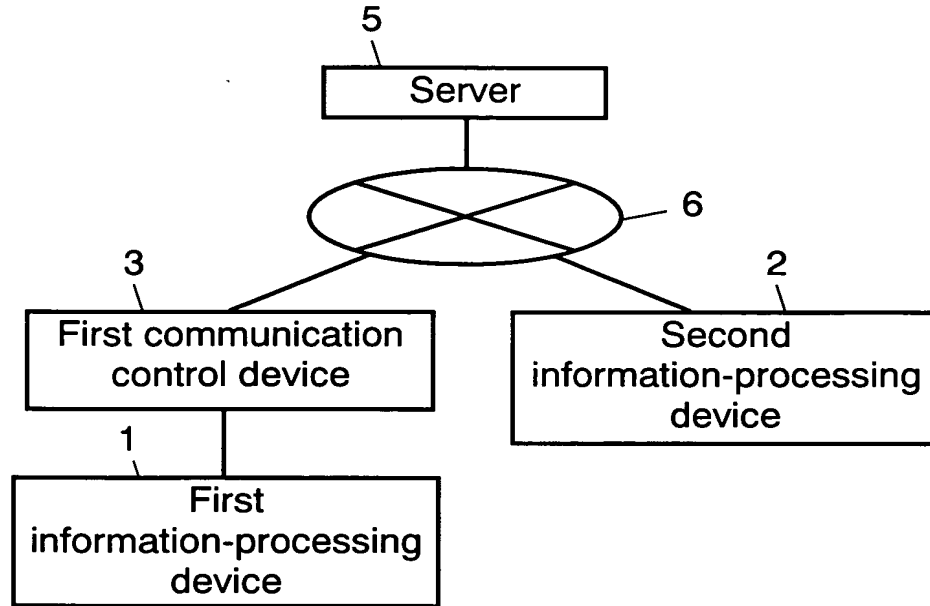 5
Server
6
3
2
First communication
control device
Second
information-processing
device
1
First
information-processing
device